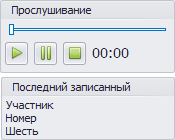 Прослушивание
00:00
Последний записанный
Участник
Номер
Шесть